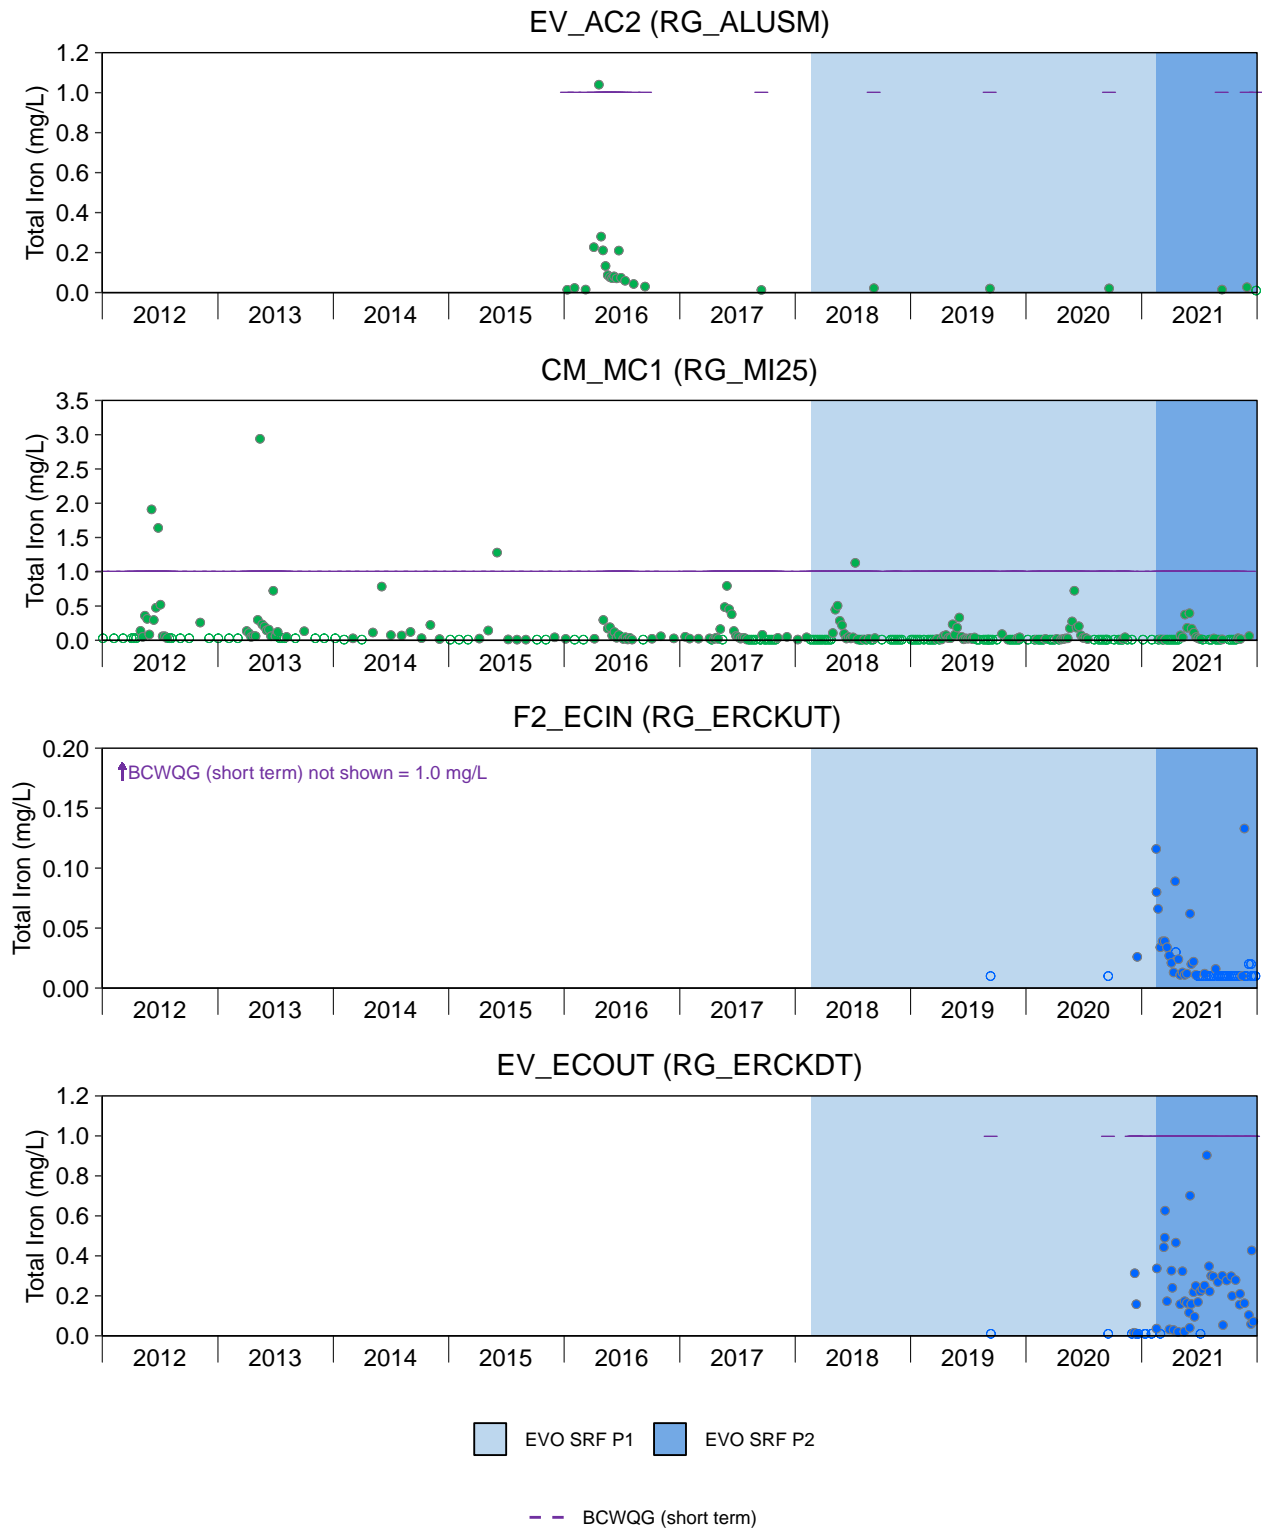 EV_AC2 (RG_ALUSM)
Total Iron (mg/L)
1.2
1.0
0.8
0.6
0.4
0.2
0.0
2012 2013 2014 2015 2016 2017 2018 2019 2020 2021
CM_MC1 (RG_MI25)
Total Iron (mg/L)
3.5
3.0
2.5
2.0
1.5
1.0
0.5
0.0
2012 2013 2014 2015 2016 2017 2018 2019 2020 2021
F2_ECIN (RG_ERCKUT)
Total Iron (mg/L)
0.20
BCWQG (short term) not shown = 1.0 mg/L
0.15
0.10
0.05
0.00
2012 2013 2014 2015 2016 2017 2018 2019 2020 2021
EV_ECOUT (RG_ERCKDT)
Total Iron (mg/L)
1.2
1.0
0.8
0.6
0.4
0.2
0.0
2012 2013 2014 2015 2016 2017 2018 2019 2020 2021
EVO SRF P1 EVO SRF P2
BCWQG (short term)